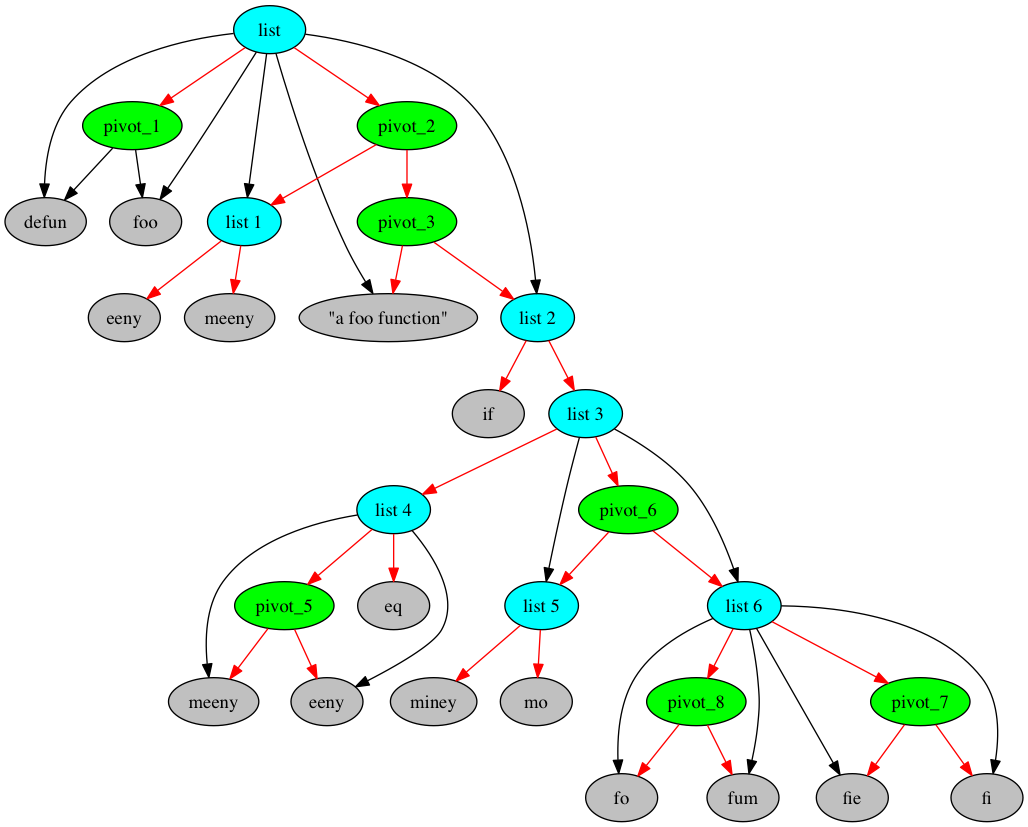 list
pivot_1
pivot_2
defun
foo
list 1
pivot_3
eeny
meeny
"a foo function"
list 2
if
list 3
list 4
pivot_6
pivot_5
eq
list 5
list 6
meeny
eeny
miney
mo
pivot_8
pivot_7
fo
fum
fie
fi